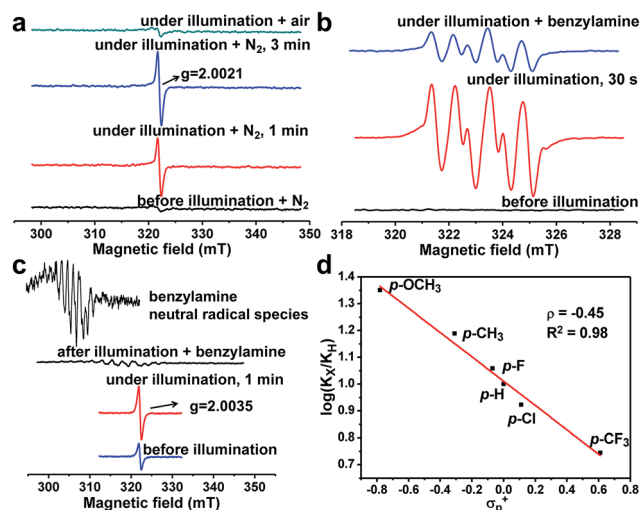 a
under illumination + air
under illumination + N2, 3 min
g=2.0021
under illumination + N2, 1 min
before illumination + N2
300 310 320 330 340 350
Magnetic field (mT)
b
under illumination + benzylamine
under illumination, 30 s
before illumination
318 320 322 324 326 328
Magnetic field (mT)
c
benzylamine
neutral radical species
after illumination + benzylamine
under illumination, 1 min
g=2.0035
before illumination
295 300 305 310 315 320 325 330 335 340 345 350
Magnetic field (mT)
d
log(KX/KH)
1.4
1.3
1.2
1.1
1.0
0.9
0.8
0.7
p-OCH3
ρ = -0.45
R2 = 0.98
p-CH3
p-F
p-H
p-Cl
p-CF3
-0.8 -0.6 -0.4 -0.2 0.0 0.2 0.4 0.6 0.8
σp+